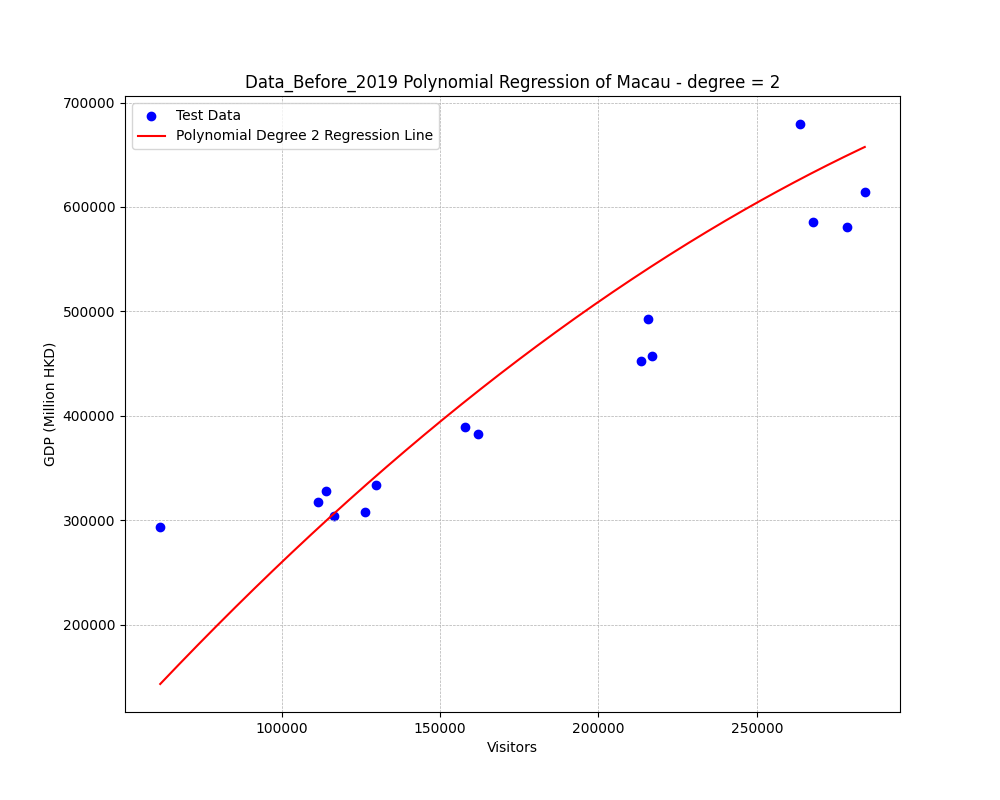 Data_Before_2019 Polynomial Regression of Macau - degree = 2
Test Data
Polynomial Degree 2 Regression Line
700000
600000
500000
400000
300000
200000
GDP (Million HKD)
100000
150000
200000
250000
Visitors